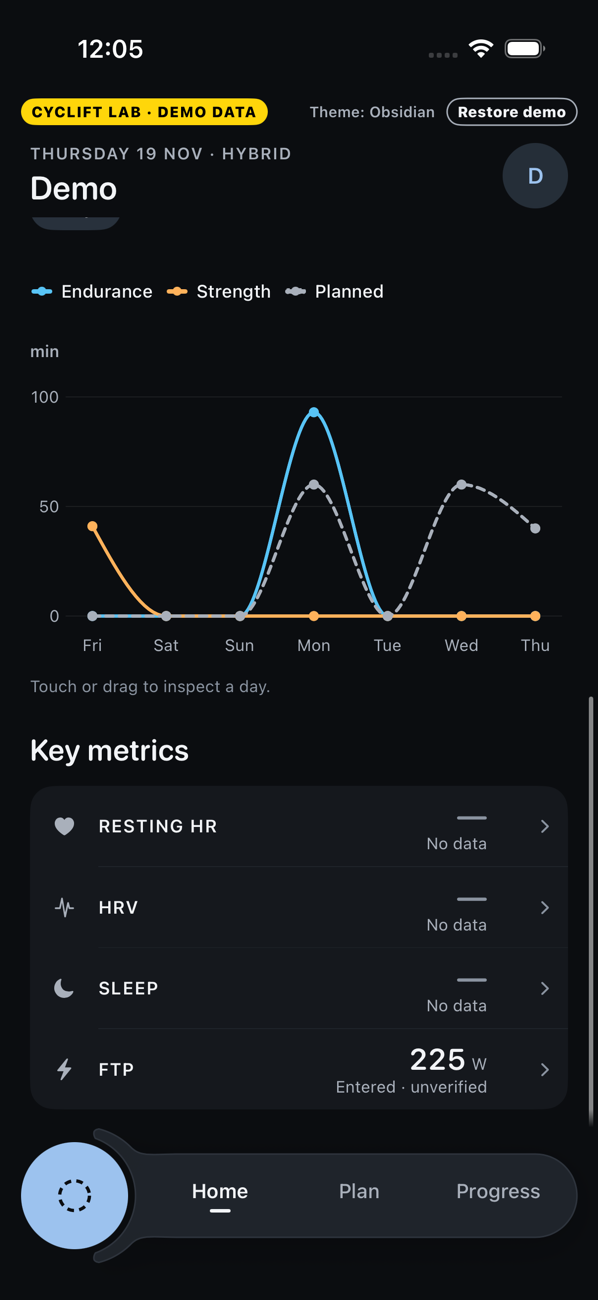 12:05
CYCLIFT LAB · DEMO DATA
Theme: Obsidian
Restore demo
THURSDAY 19 NOV · HYBRID
Demo
D
Endurance
Strength
Planned
min
100
50
0
Fri Sat Sun Mon Tue Wed Thu
Touch or drag to inspect a day.
Key metrics
RESTING HR
No data
HRV
No data
SLEEP
No data
FTP
225 W
Entered · unverified
Home
Plan
Progress